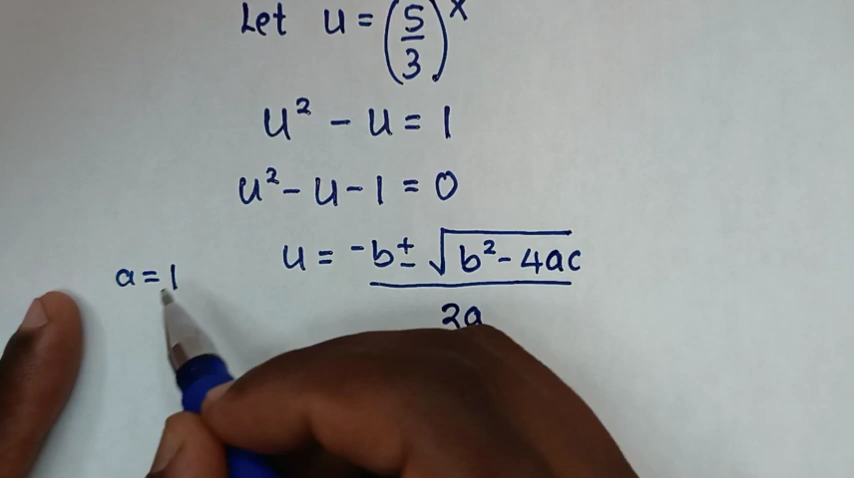 Let u = (5/3)^x
u² - u = 1
u² - u - 1 = 0
u = -b ± √(b² - 4ac) / 2a
a = 1